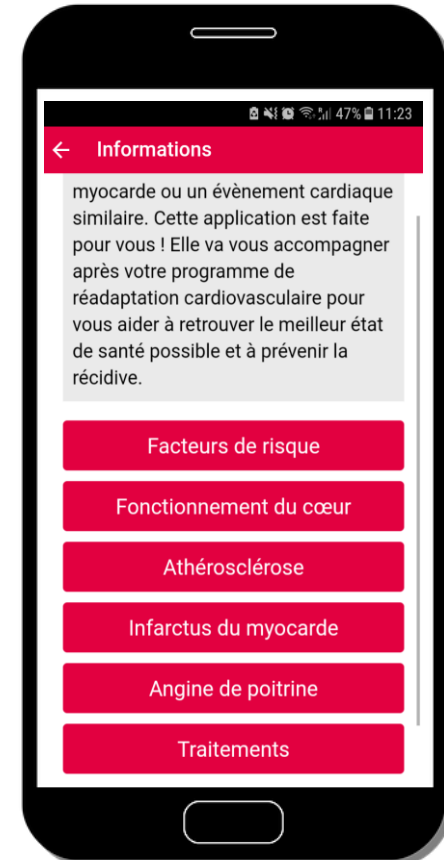 47% 11:23
Informations
myocarde ou un évènement cardiaque
similaire. Cette application est faite
pour vous ! Elle va vous accompagner
après votre programme de
réadaptation cardiovasculaire pour
vous aider à retrouver le meilleur état
de santé possible et à prévenir la
récidive.
Facteurs de risque
Fonctionnement du cœur
Athérosclérose
Infarctus du myocarde
Angine de poitrine
Traitements